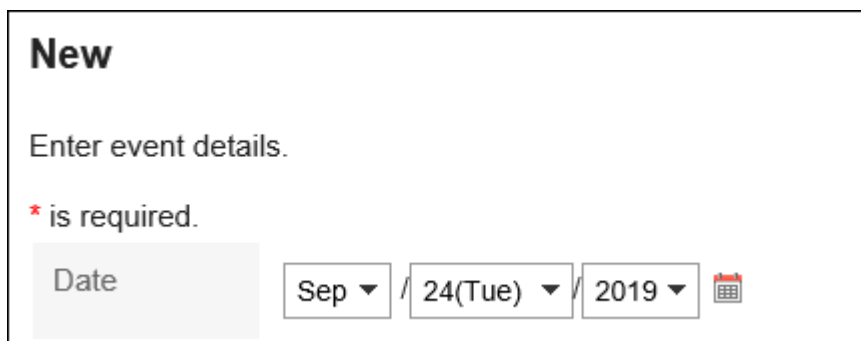 New
Enter event details.
* is required.
Date Sep / 24(Tue) / 2019